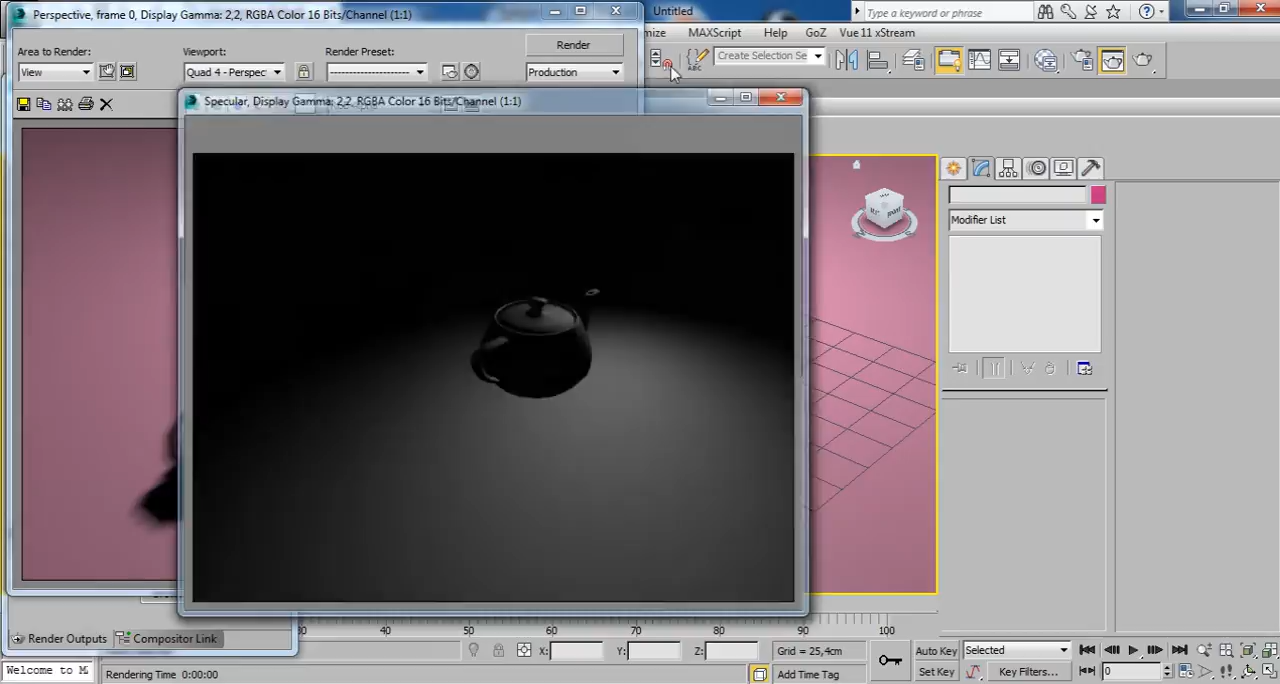 Perspective, frame 0, Display Gamma: 2,2, RGBA Color 16 Bits/Channel (1:1)
Untitled
Type a keyword or phrase
Area to Render:
Viewport:
Render Preset:
Render
mize
MAXScript
Help
GoZ
Vue 11 xStream
View
Quad 4 - Perspec
--------------------
Production
ABC
Create Selection Se
Specular, Display Gamma: 2,2, RGBA Color 16 Bits/Channel (1:1)
Modifier List
Render Outputs
Compositor Link
30
40
50
60
70
80
90
100
X:
Y:
Z:
Grid = 25,4cm
Auto Key
Selected
Welcome to M
Rendering Time 0:00:00
Add Time Tag
Set Key
Key Filters...
0